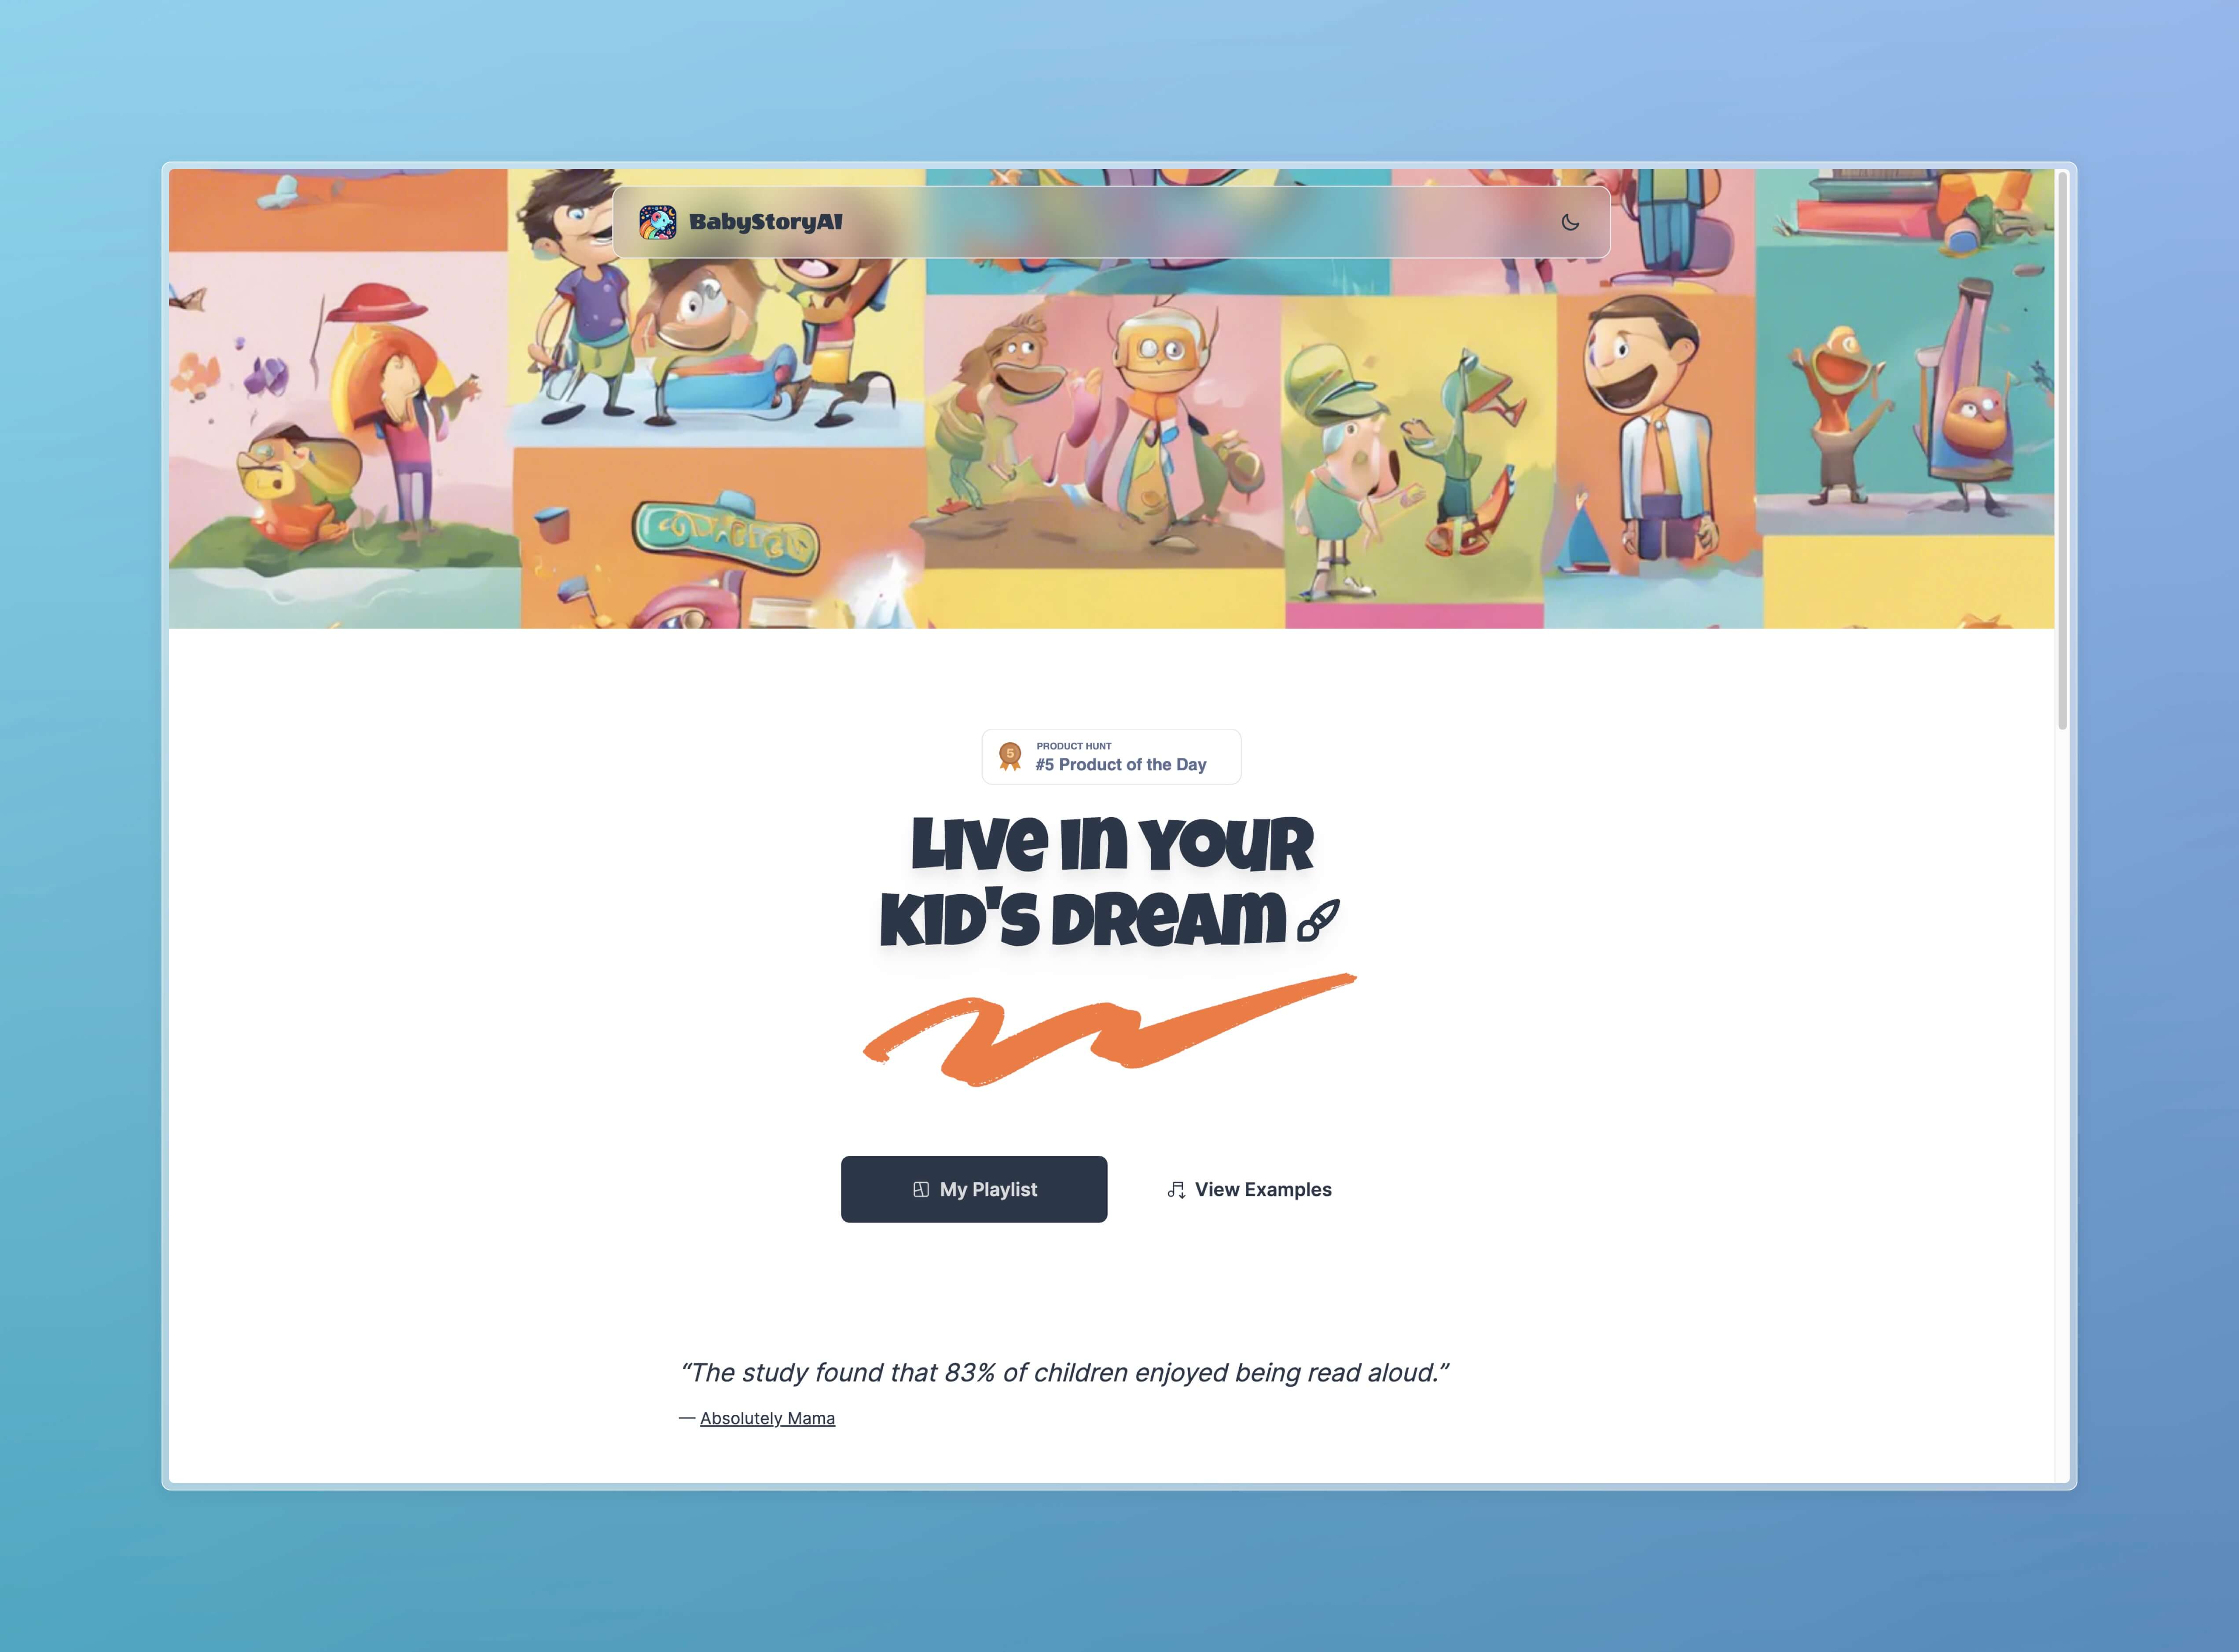 BabyStoryAI
5
PRODUCT HUNT
#5 Product of the Day
Live in your
kid's dream
My Playlist
View Examples
“The study found that 83% of children enjoyed being read aloud.”
— Absolutely Mama